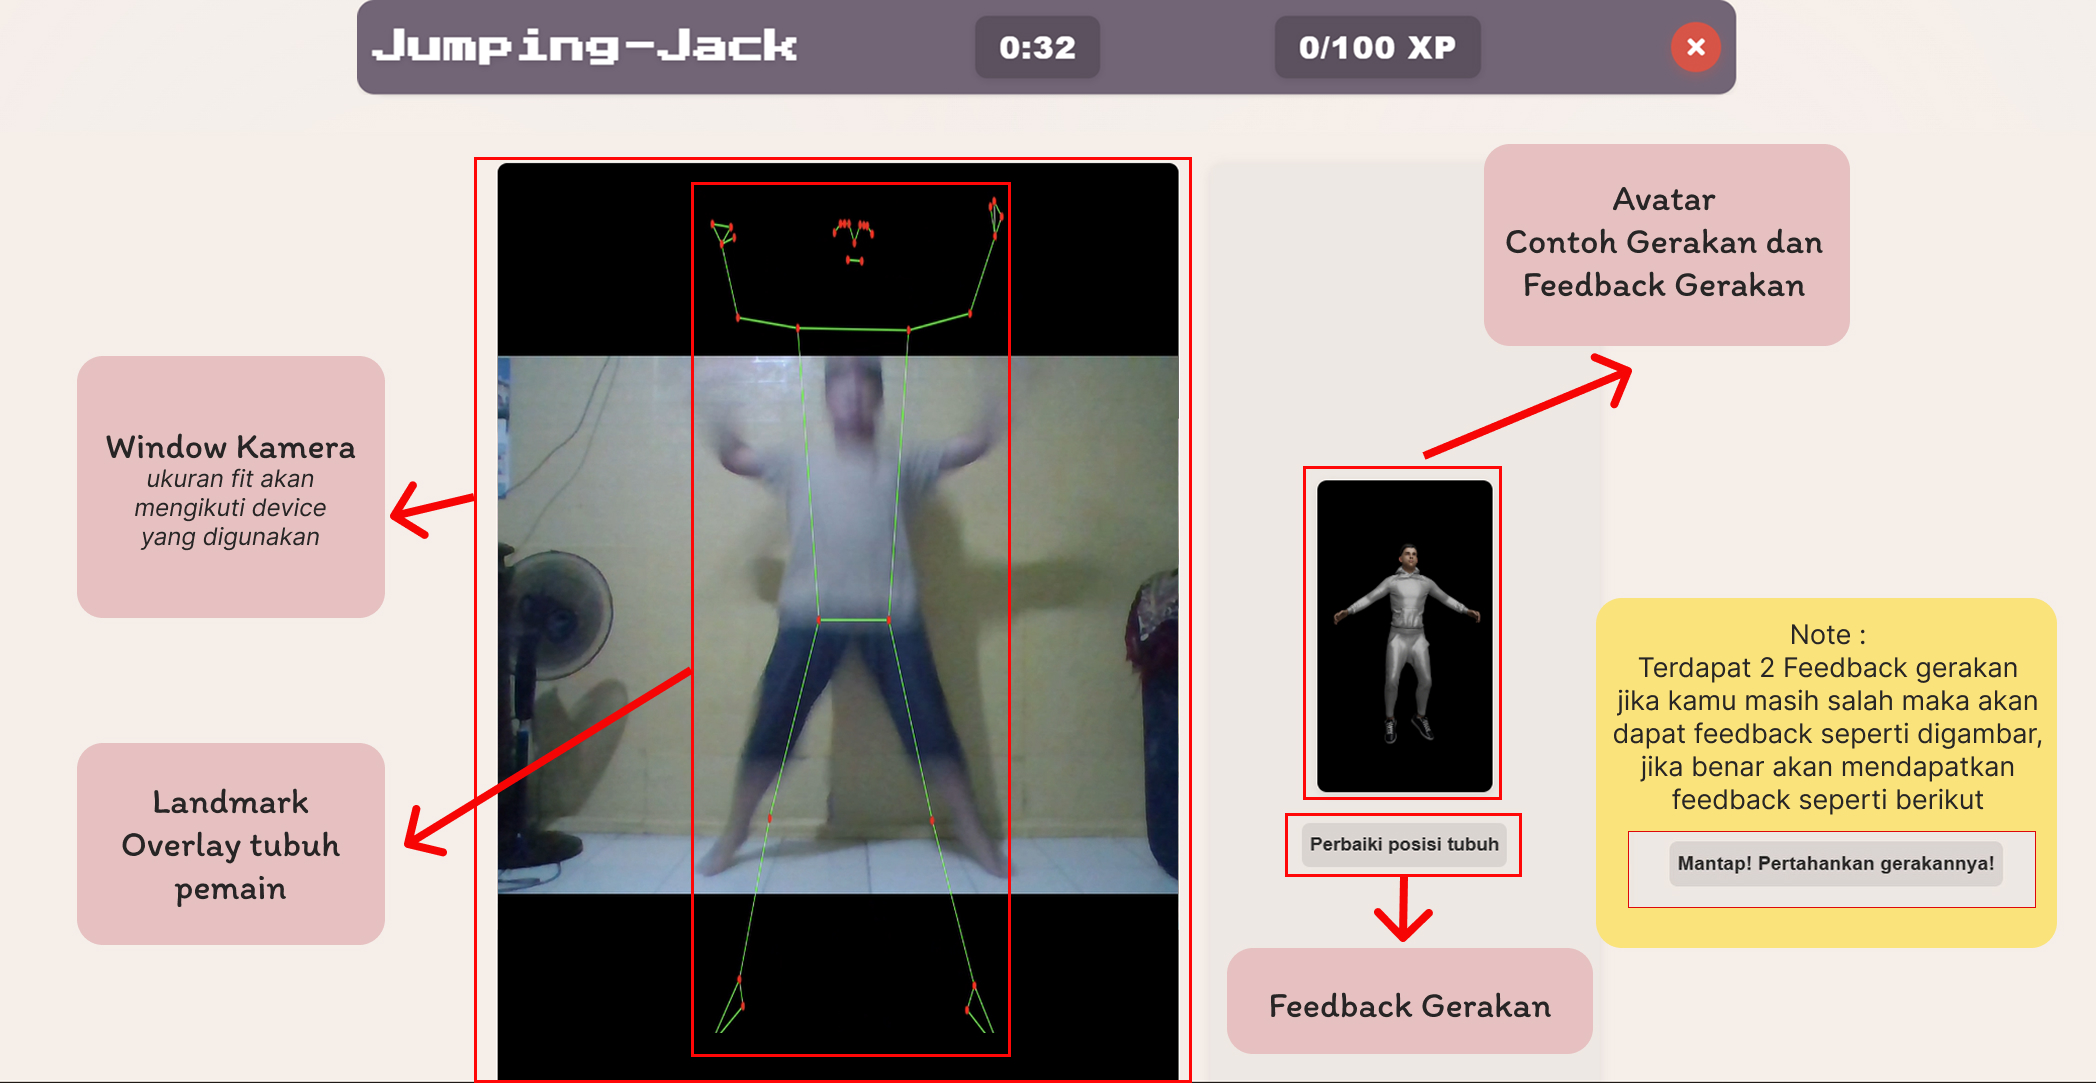 Jumping-Jack
0:32
0/100 XP
Avatar
Contoh Gerakan dan
Feedback Gerakan
Window Kamera
ukuran fit akan
mengikuti device
yang digunakan
Landmark
Overlay tubuh
pemain
Note :
Terdapat 2 Feedback gerakan
jika kamu masih salah maka akan
dapat feedback seperti digambar,
jika benar akan mendapatkan
feedback seperti berikut
Mantap! Pertahankan gerakannya!
Perbaiki posisi tubuh
Feedback Gerakan